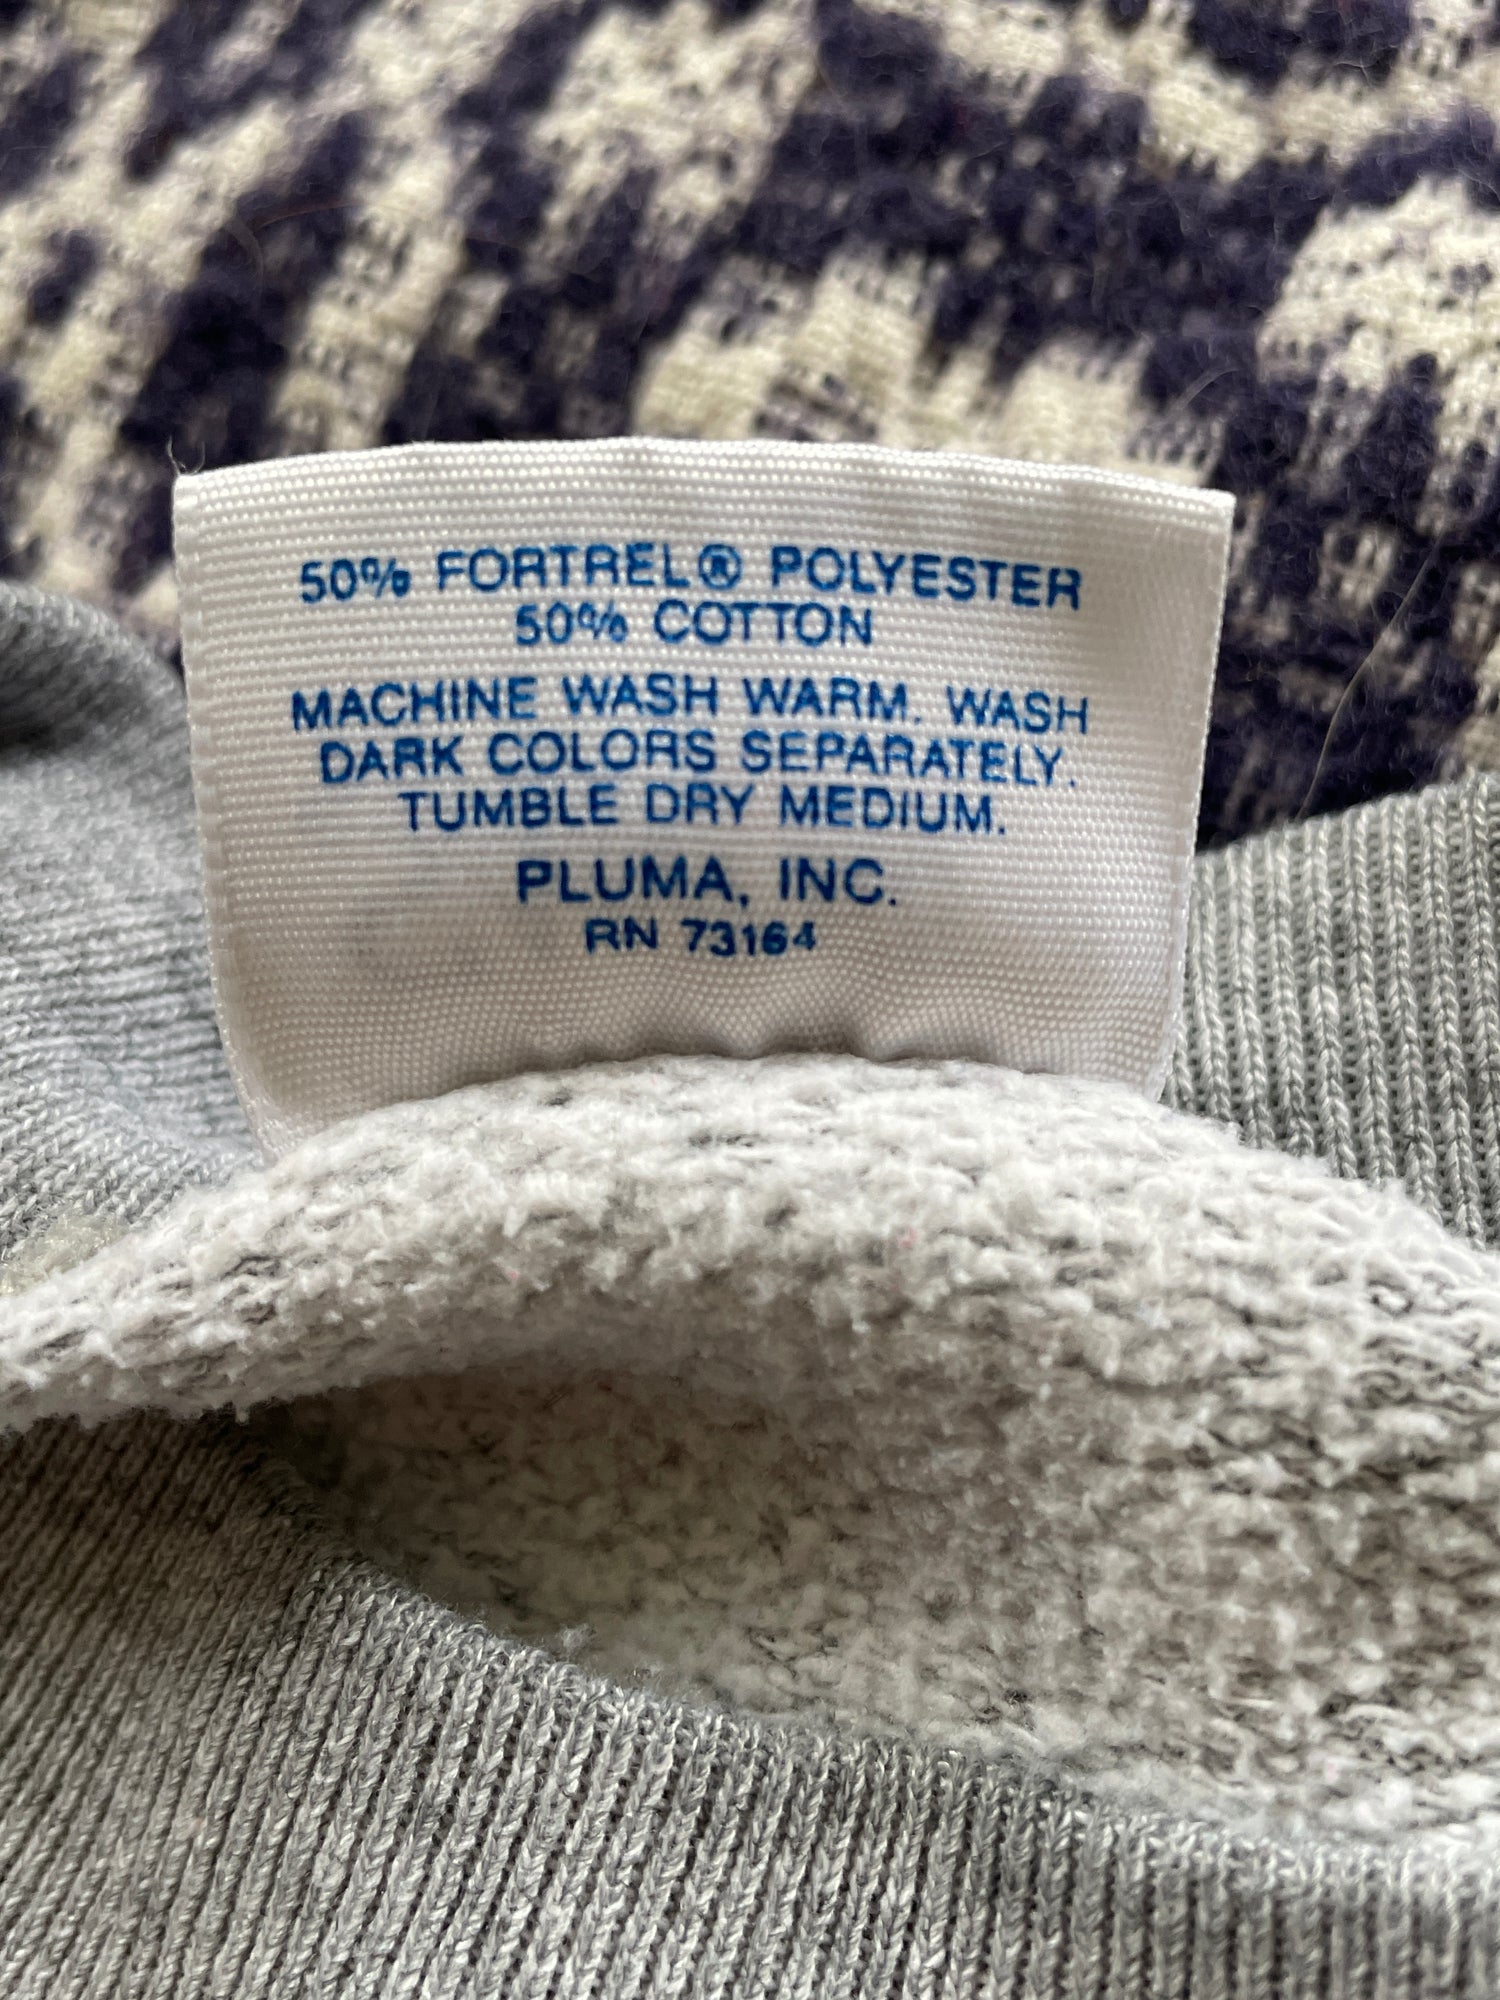 50% FORTREL® POLYESTER
50% COTTON
MACHINE WASH WARM. WASH
DARK COLORS SEPARATELY.
TUMBLE DRY MEDIUM.
PLUMA, INC.
RN 73164